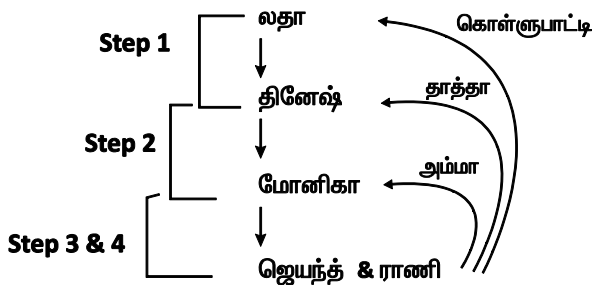 லதா
கொள்ளுபாட்டி
Step 1
தாத்தா
தினேஷ்
Step 2
அம்மா
மோனிகா
Step 3 & 4
ஜெயந்த் & ராணி